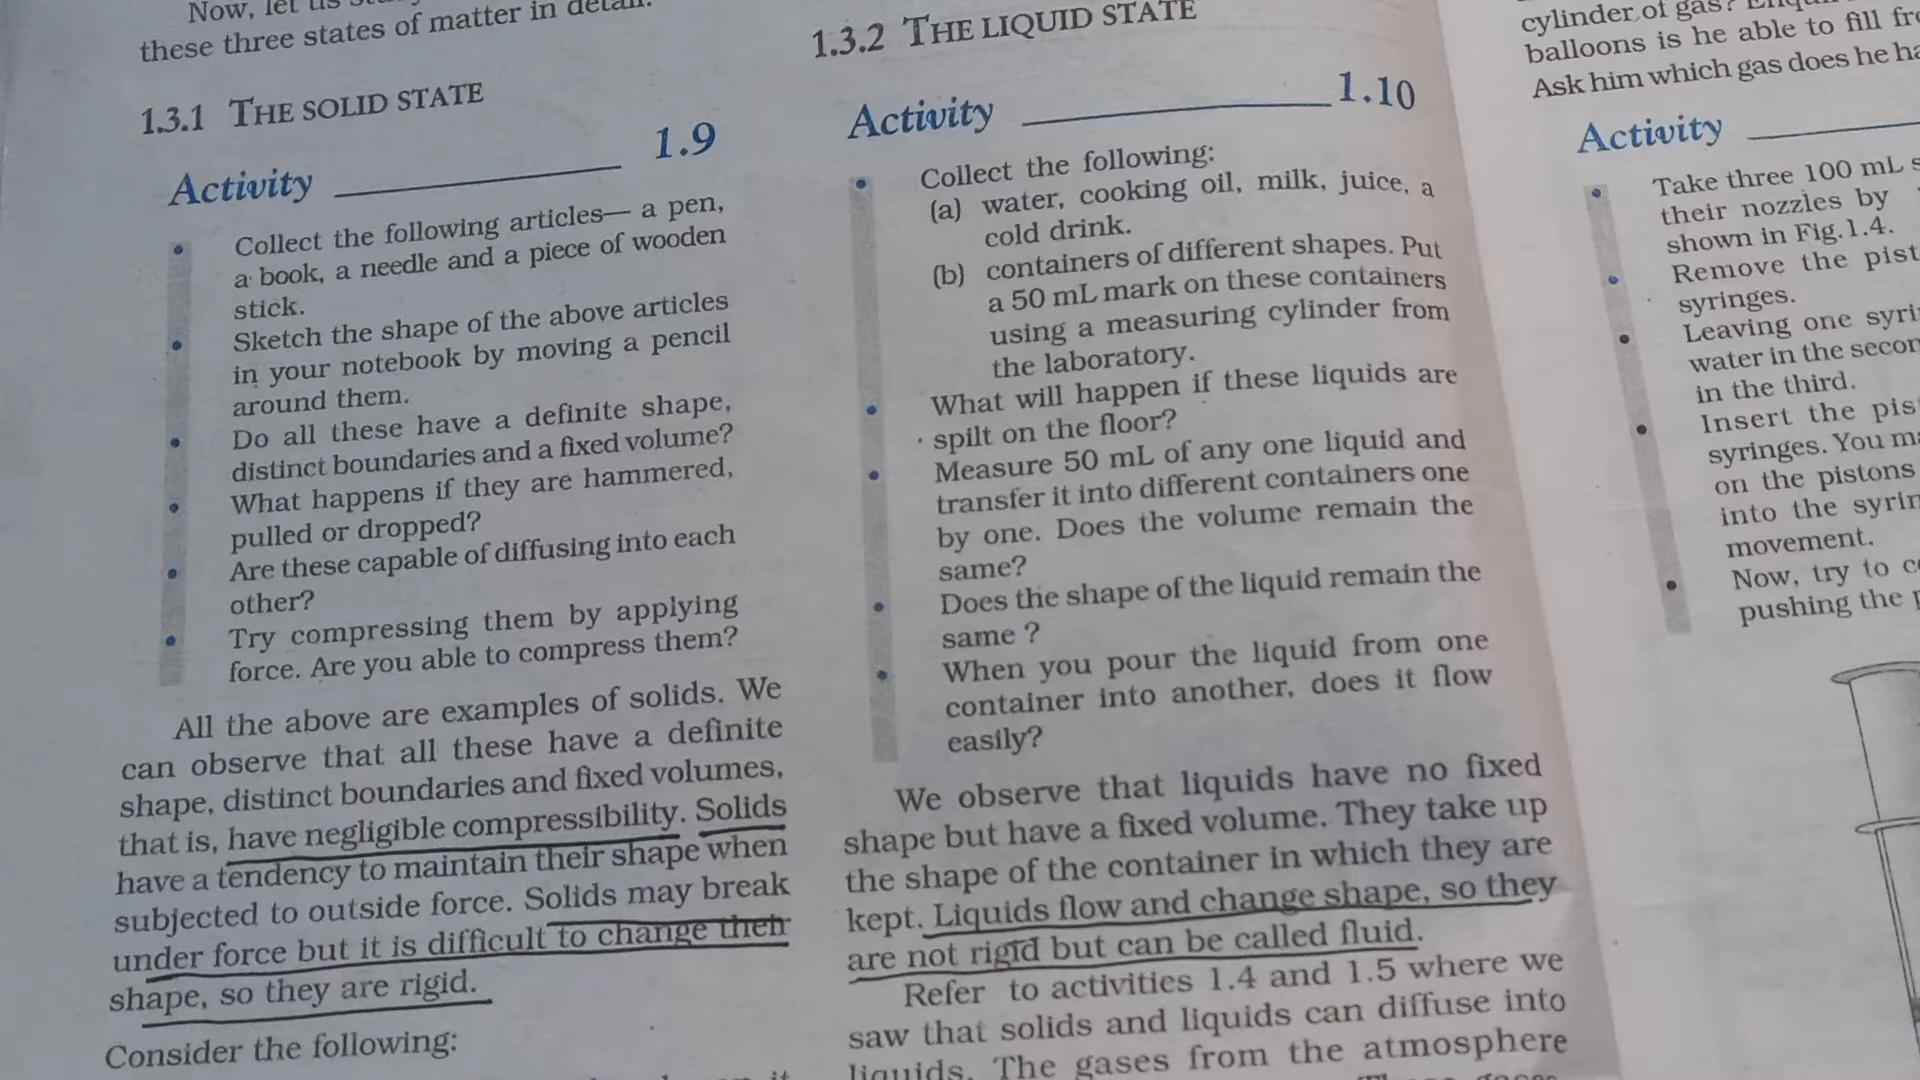 Now, let us
these three states of matter in detail.
1.3.1 THE SOLID STATE
Activity 1.9
• Collect the following articles— a pen,
a book, a needle and a piece of wooden
stick.
• Sketch the shape of the above articles
in your notebook by moving a pencil
around them.
• Do all these have a definite shape,
distinct boundaries and a fixed volume?
• What happens if they are hammered,
pulled or dropped?
• Are these capable of diffusing into each
other?
• Try compressing them by applying
force. Are you able to compress them?
All the above are examples of solids. We
can observe that all these have a definite
shape, distinct boundaries and fixed volumes,
that is, have negligible compressibility. Solids
have a tendency to maintain their shape when
subjected to outside force. Solids may break
under force but it is difficult to change their
shape, so they are rigid.
Consider the following:
1.3.2 THE LIQUID STATE
Activity 1.10
• Collect the following:
(a) water, cooking oil, milk, juice, a
cold drink.
(b) containers of different shapes. Put
a 50 mL mark on these containers
using a measuring cylinder from
the laboratory.
• What will happen if these liquids are
spilt on the floor?
• Measure 50 mL of any one liquid and
transfer it into different containers one
by one. Does the volume remain the
same?
• Does the shape of the liquid remain the
same ?
• When you pour the liquid from one
container into another, does it flow
easily?
We observe that liquids have no fixed
shape but have a fixed volume. They take up
the shape of the container in which they are
kept. Liquids flow and change shape, so they
are not rigid but can be called fluid.
Refer to activities 1.4 and 1.5 where we
saw that solids and liquids can diffuse into
liquids. The gases from the atmosphere
cylinder of gas?
balloons is he able to fill
Ask him which gas does he
Activity
• Take three 100 mL
their nozzles by
shown in Fig.1.4.
• Remove the
syringes.
• Leaving one
water in the
in the third.
• Insert the
syringes. You
on the pistons
into the
movement.
• Now, try to
pushing the